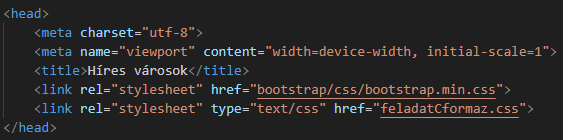 <head>
<meta charset="utf-8">
<meta name="viewport" content="width=device-width, initial-scale=1">
<title>Híres városok</title>
<link rel="stylesheet" href="bootstrap/css/bootstrap.min.css">
<link rel="stylesheet" type="text/css" href="feladatCformaz.css">
</head>